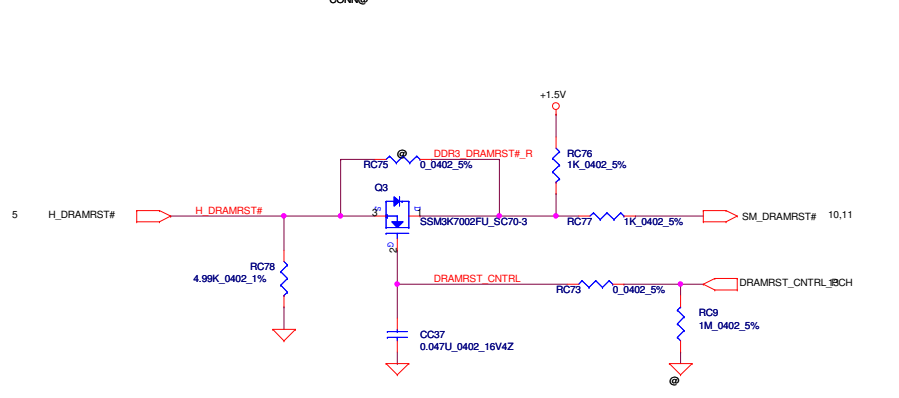 CONN@
+1.5V
@
DDR3_DRAMRST#_R
RC75
0_0402_5%
RC76
1K_0402_5%
Q3
5
H_DRAMRST#
H_DRAMRST#
3
S
D
1
SSM3K7002FU_SC70-3
RC77
1K_0402_5%
SM_DRAMRST#
10,11
G
2
RC78
4.99K_0402_1%
DRAMRST_CNTRL
RC73
0_0402_5%
DRAMRST_CNTRL_PCH
RC9
1M_0402_5%
CC37
0.047U_0402_16V4Z
@